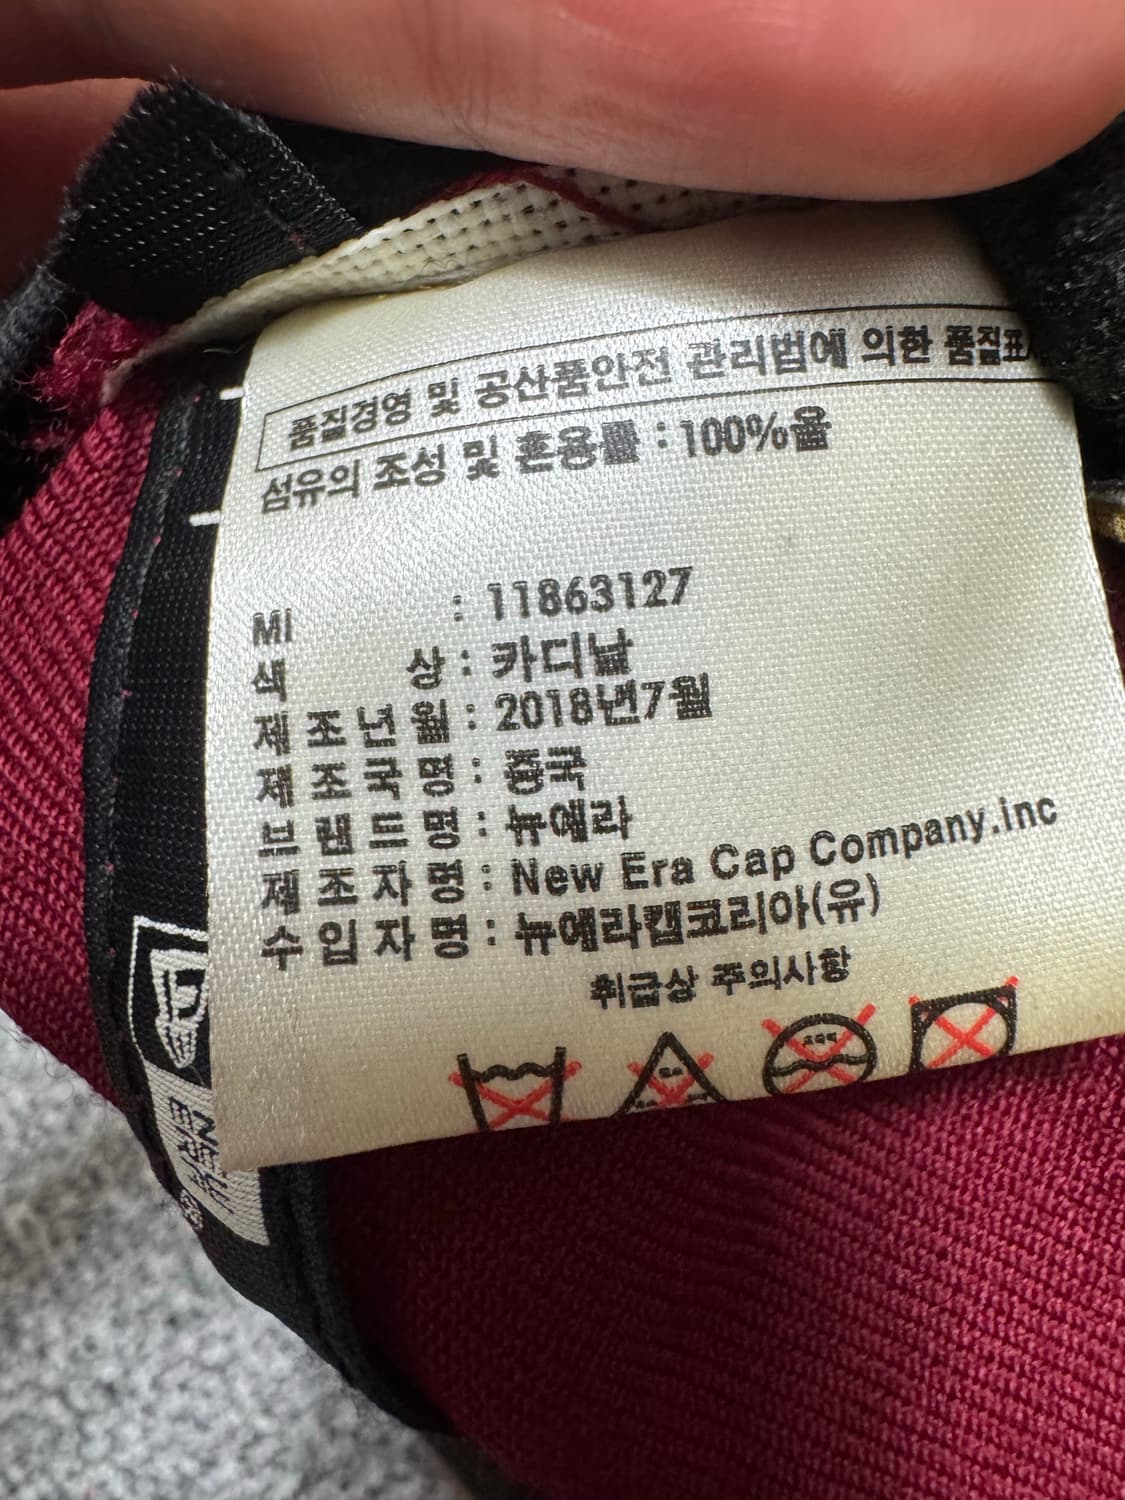 품질경영 및 공산품안전 관리법에 의한 품질표
섬유의 조성 및 혼용률 : 100%울
MI : 11863127
색 상 : 카디날
제 조 년 월 : 2018년7월
제 조 국 명 : 중국
브 랜 드 명 : 뉴에라
제 조 자 명 : New Era Cap Company.inc
수 입 자 명 : 뉴에라캡코리아(유)
취급상 주의사항
NEW ERA